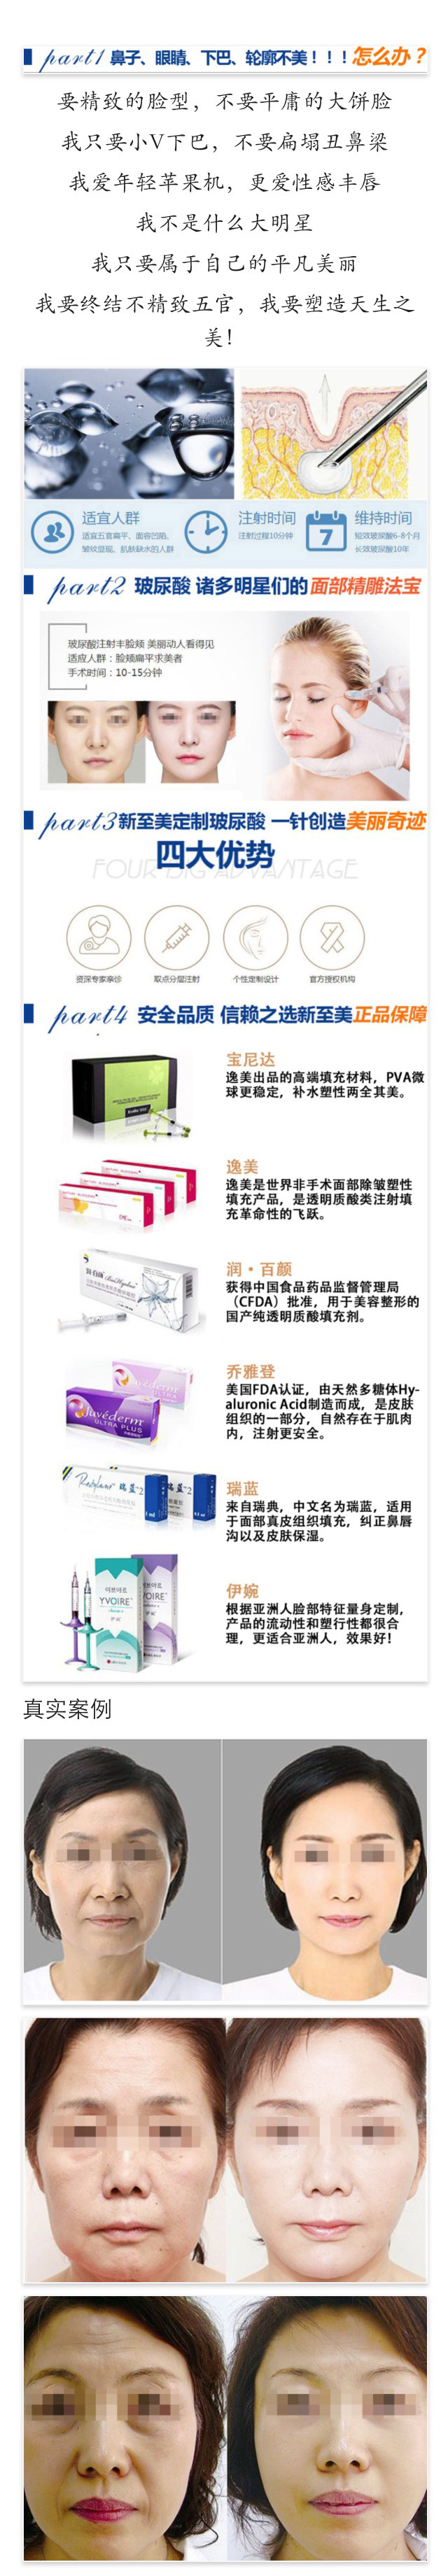 part1 鼻子、眼睛、下巴、轮廓不美！！！怎么办？
要精致的脸型，不要平庸的大饼脸
我只要小V下巴，不要扁塌丑鼻梁
我爱年轻苹果机，更爱性感丰唇
我不是什么大明星
我只要属于自己的平凡美丽
我要终结不精致五官，我要塑造天生之
美！
适宜人群
适宜五官扁平、面容凹陷、
皱纹显现、肌肤缺水的人群
注射时间
注射过程10分钟
7
维持时间
短效玻尿酸6-8个月
长效玻尿酸10年
part2 玻尿酸 诸多明星们的面部精雕法宝
玻尿酸注射丰脸颊 美丽动人看得见
适应人群：脸颊扁平求美者
手术时间：10-15分钟
part3新至美定制玻尿酸 一针创造美丽奇迹
四大优势
FOUR BIG ADVANTAGE
资深专家亲诊
取点分层注射
个性定制设计
官方授权机构
part4 安全品质 信赖之选新至美正品保障
宝尼达
逸美出品的高端填充材料，PVA微
球更稳定，补水塑性两全其美。
逸美
逸美是世界非手术面部除皱塑性
填充产品，是透明质酸类注射填
充革命性的飞跃。
润·百颜
获得中国食品药品监督管理局
（CFDA）批准，用于美容整形的
国产纯透明质酸填充剂。
乔雅登
美国FDA认证，由天然多糖体Hy-
aluronic Acid制造而成，是皮肤
组织的一部分，自然存在于肌肉
内，注射更安全。
Juvéderm
ULTRA
Juvéderm
ULTRA PLUS
瑞蓝
来自瑞典，中文名为瑞蓝，适用
于面部真皮组织填充，纠正鼻唇
沟以及皮肤保湿。
Restylane 瑞蓝 2
伊婉
根据亚洲人脸部特征量身定制，
产品的流动性和塑行性都很合
理，更适合亚洲人，效果好！
이브아르
YVOIRE
真实案例